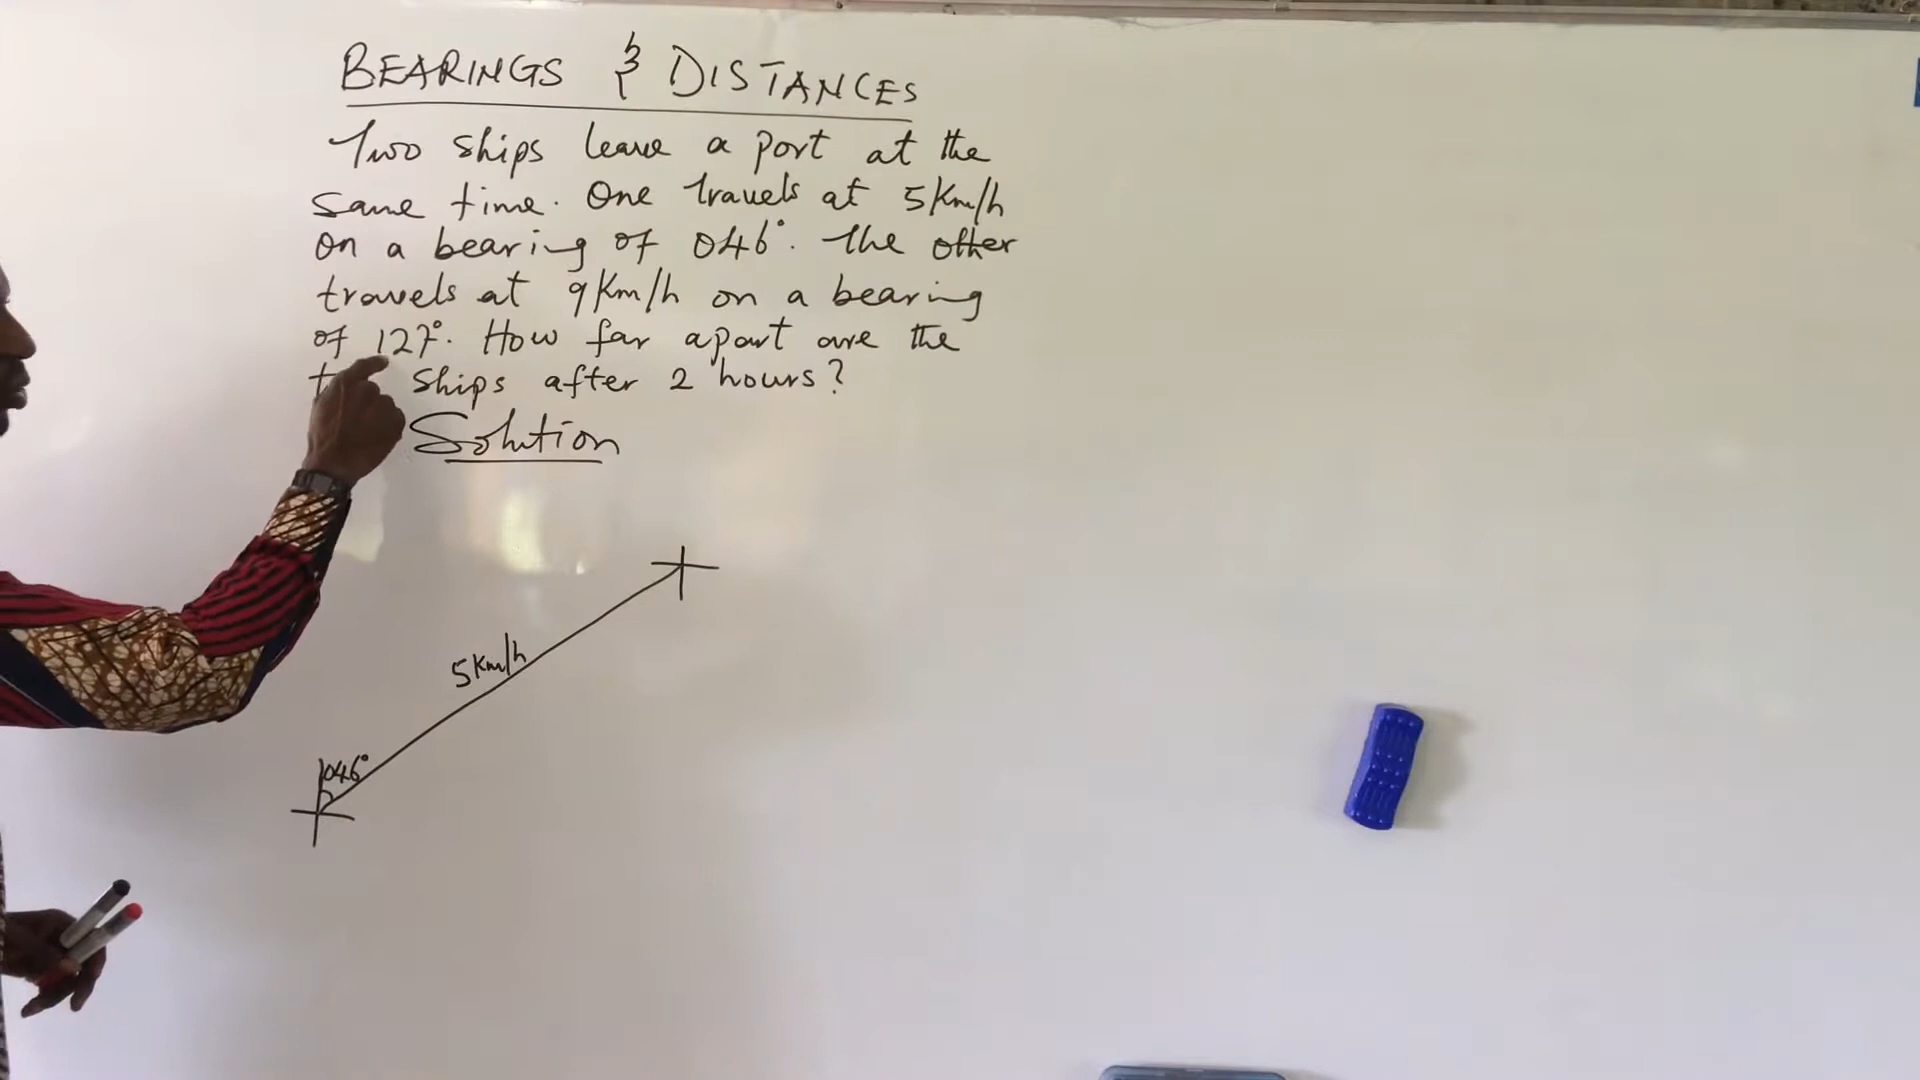 BEARINGS & DISTANCES
Two ships leave a port at the
same time. One travels at 5km/h
on a bearing of 046°. The other
travels at 9km/h on a bearing
of 127°. How far apart are the
ships after 2 hours?
Solution
5km/h
046°